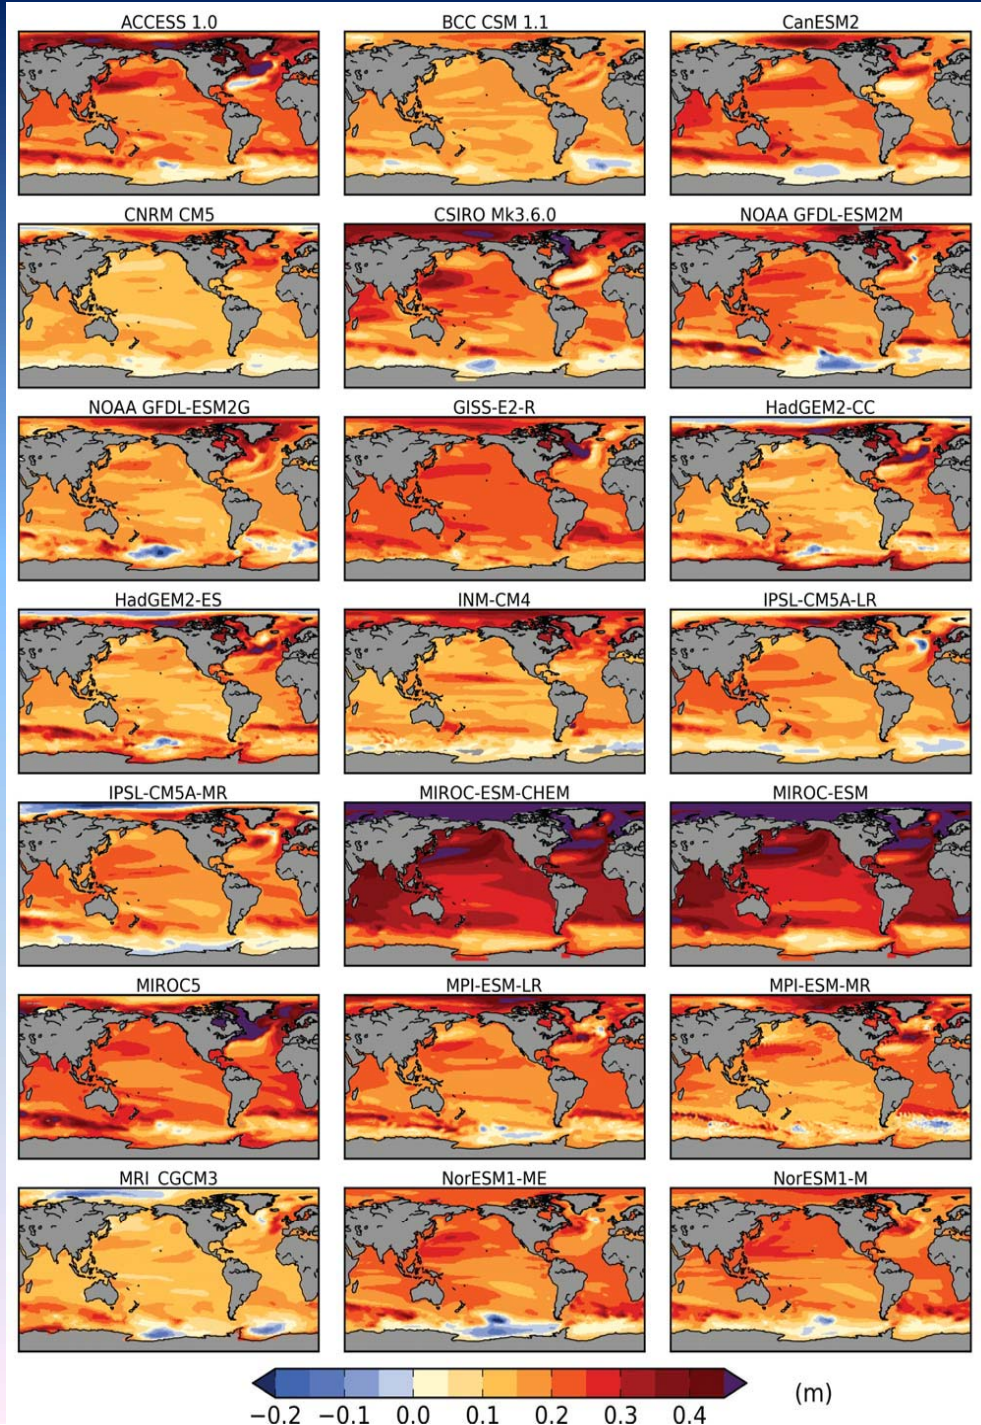 ACCESS 1.0 BCC CSM 1.1 CanESM2
CNRM CM5 CSIRO Mk3.6.0 NOAA GFDL-ESM2M
NOAA GFDL-ESM2G GISS-E2-R HadGEM2-CC
HadGEM2-ES INM-CM4 IPSL-CM5A-LR
IPSL-CM5A-MR MIROC-ESM-CHEM MIROC-ESM
MIROC5 MPI-ESM-LR MPI-ESM-MR
MRI CGCM3 NorESM1-ME NorESM1-M
−0.2 −0.1 0.0 0.1 0.2 0.3 0.4 (m)